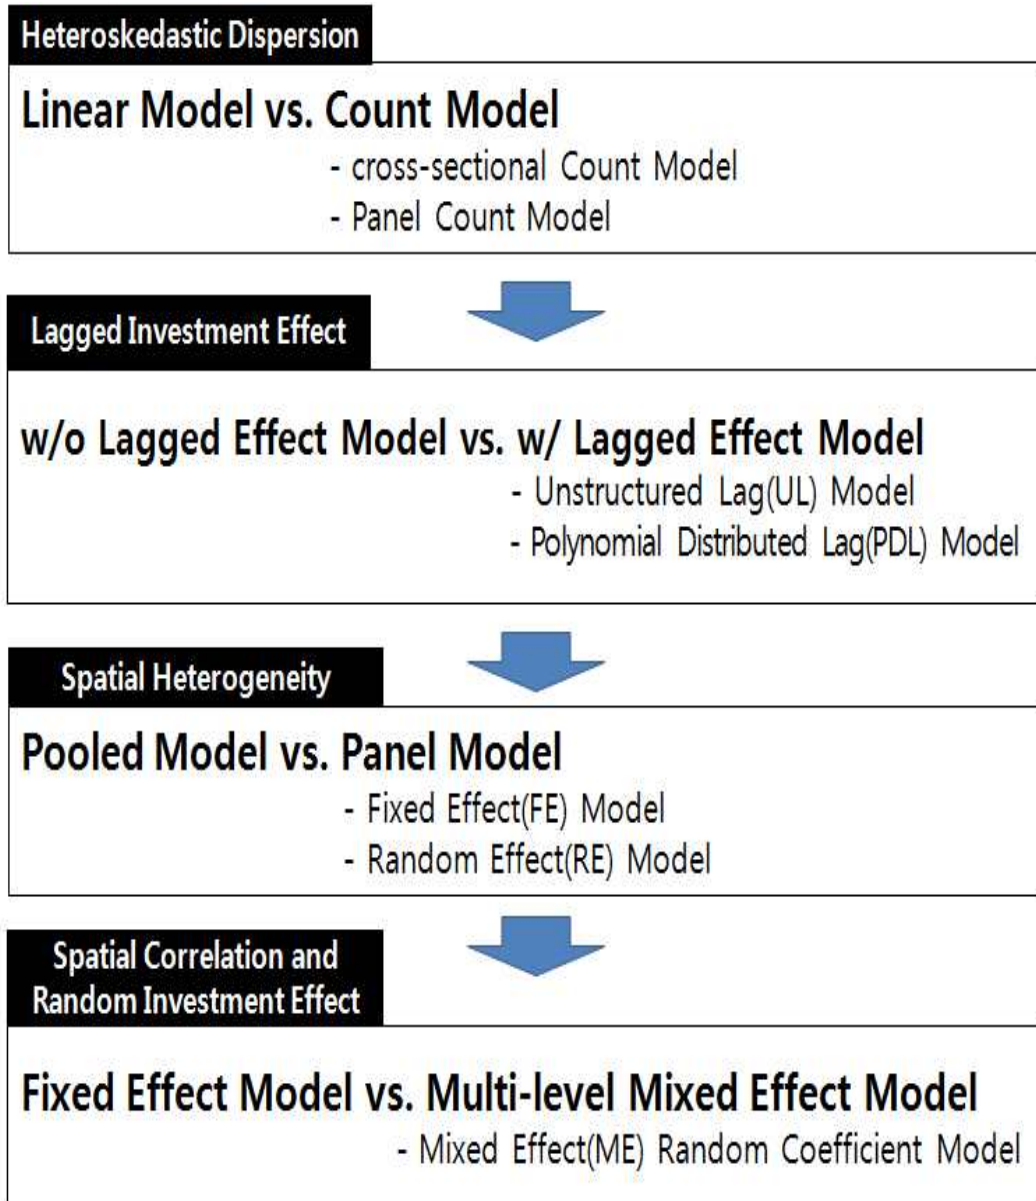 Heteroskedastic Dispersion
Linear Model vs. Count Model
- cross-sectional Count Model
- Panel Count Model
Lagged Investment Effect
w/o Lagged Effect Model vs. w/ Lagged Effect Model
- Unstructured Lag(UL) Model
- Polynomial Distributed Lag(PDL) Model
Spatial Heterogeneity
Pooled Model vs. Panel Model
- Fixed Effect(FE) Model
- Random Effect(RE) Model
Spatial Correlation and
Random Investment Effect
Fixed Effect Model vs. Multi-level Mixed Effect Model
- Mixed Effect(ME) Random Coefficient Model